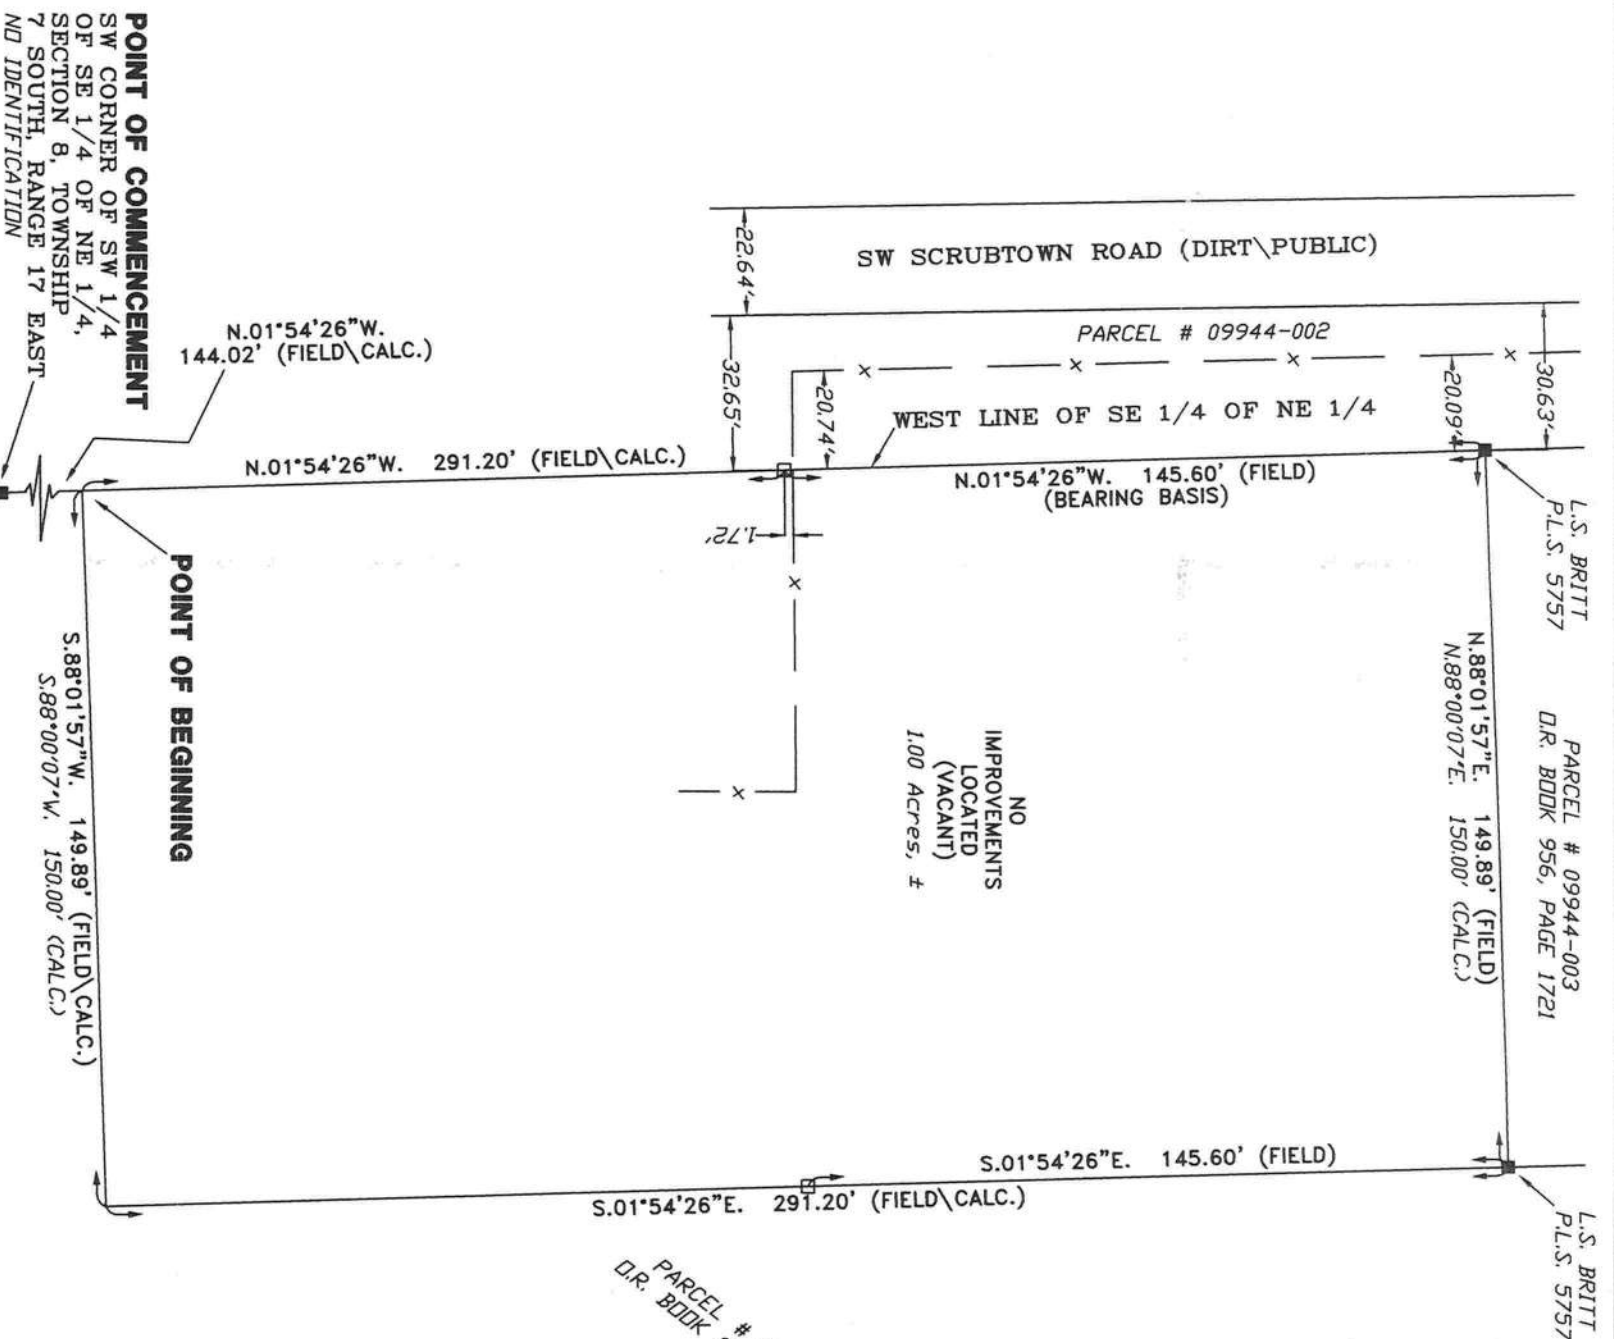 POINT OF COMMENCEMENT
SW CORNER OF SW 1/4
OF SE 1/4 OF NE 1/4,
SECTION 8, TOWNSHIP
7 SOUTH, RANGE 17 EAST
NO IDENTIFICATION
N.01°54'26"W.
144.02' (FIELD\CALC.)
22.64'
SW SCRUBTOWN ROAD (DIRT\PUBLIC)
32.65'
PARCEL # 09944-002
30.63'
20.74'
20.09'
WEST LINE OF SE 1/4 OF NE 1/4
N.01°54'26"W. 291.20' (FIELD\CALC.)
N.01°54'26"W. 145.60' (FIELD)
(BEARING BASIS)
1.72'
L.S. BRITT
P.L.S. 5757
POINT OF BEGINNING
PARCEL # 09944-003
O.R. BOOK 956, PAGE 1721
N.88°01'57"E. 149.89' (FIELD)
N.88°00'07"E. 150.00' (CALC.)
NO
IMPROVEMENTS
LOCATED
(VACANT)
1.00 Acres, ±
S.88°01'57"W. 149.89' (FIELD\CALC.)
S.88°00'07"W. 150.00' (CALC.)
S.01°54'26"E. 145.60' (FIELD)
S.01°54'26"E. 291.20' (FIELD\CALC.)
L.S. BRITT
P.L.S. 5757
PARCEL #
O.R. BOOK